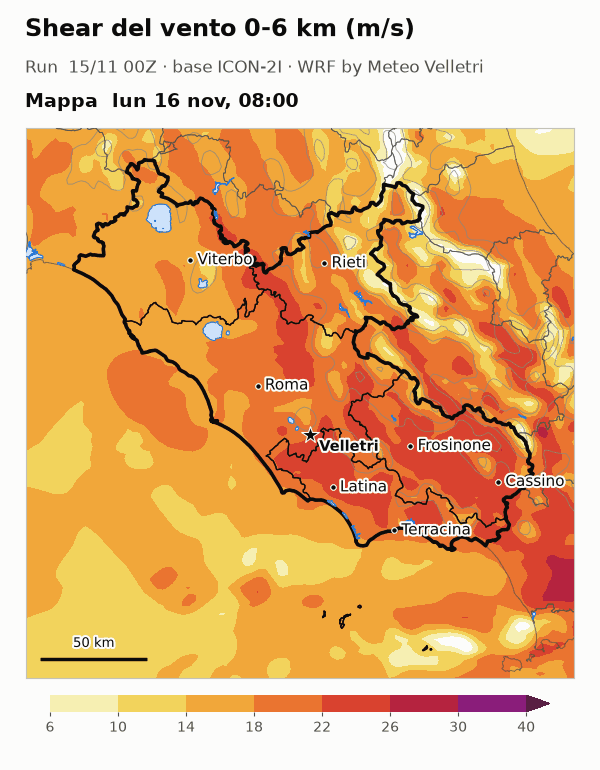 Shear del vento 0-6 km (m/s)
Run 15/11 00Z · base ICON-2I · WRF by Meteo Velletri
Mappa lun 16 nov, 08:00
Viterbo
Rieti
Roma
Velletri
Frosinone
Cassino
Latina
Terracina
50 km
6 10 14 18 22 26 30 40